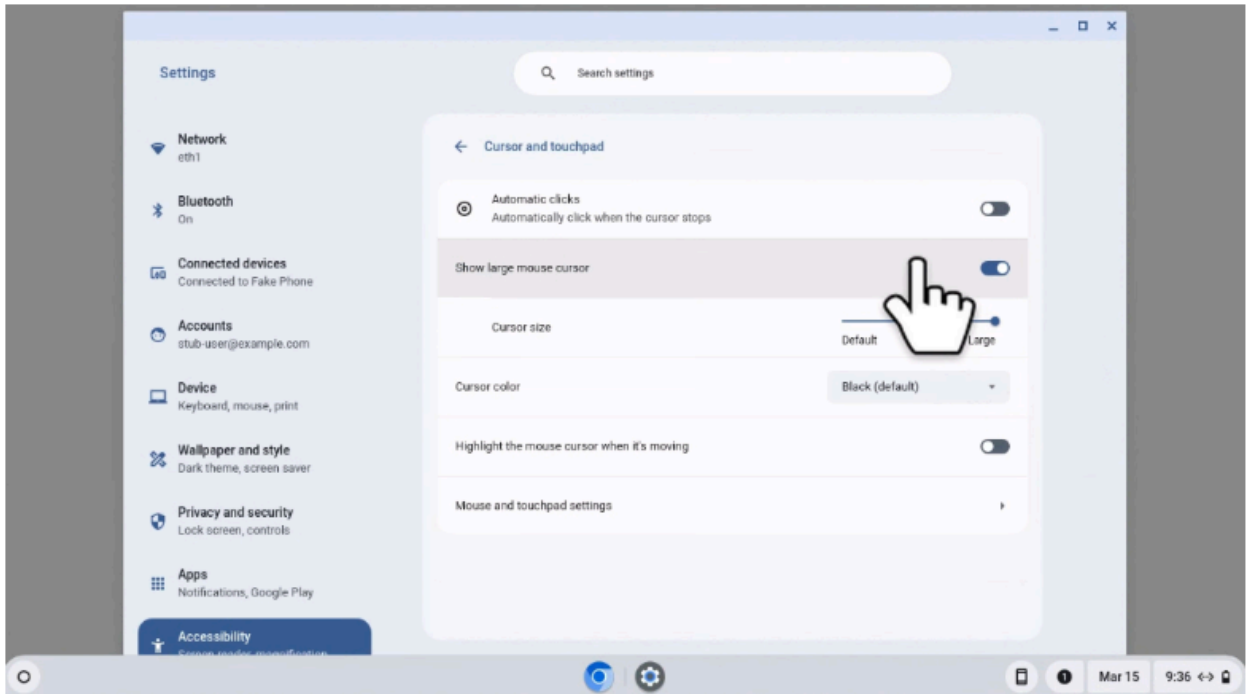 Settings
Search settings
Network
eth1
Bluetooth
On
Connected devices
Connected to Fake Phone
Accounts
stub-user@example.com
Device
Keyboard, mouse, print
Wallpaper and style
Dark theme, screen saver
Privacy and security
Lock screen, controls
Apps
Notifications, Google Play
Accessibility
Screen reader, magnification
Cursor and touchpad
Automatic clicks
Automatically click when the cursor stops
Show large mouse cursor
Cursor size
Default Large
Cursor color Black (default)
Highlight the mouse cursor when it's moving
Mouse and touchpad settings
1 Mar 15 9:36